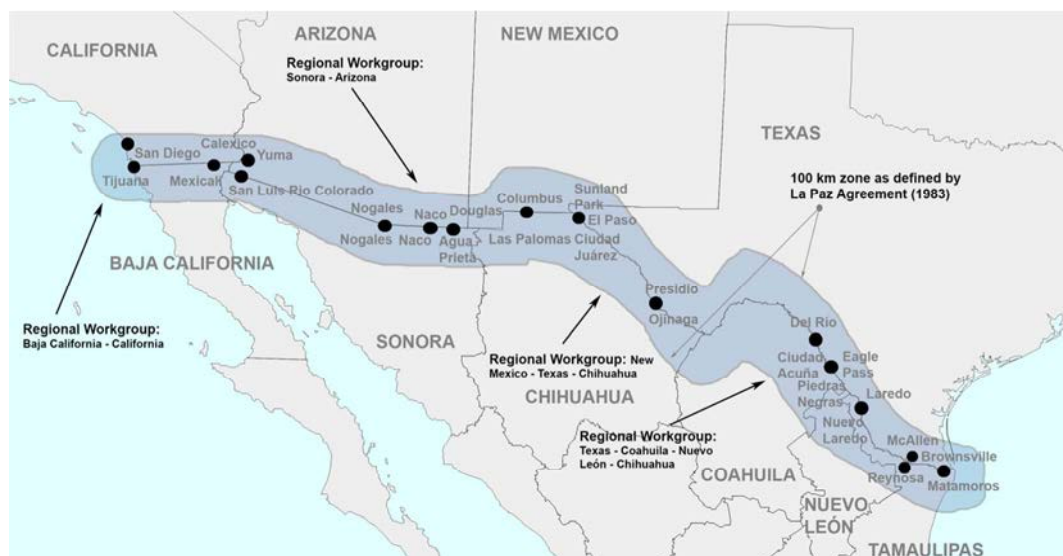 CALIFORNIA
ARIZONA
NEW MEXICO
Regional Workgroup:
Sonora - Arizona
TEXAS
100 km zone as defined by
La Paz Agreement (1983)
San Diego
Calexico
Yuma
Tijuana
Mexicali
San Luis Rio Colorado
Nogales
Naco
Douglas
Columbus
Sunland
Park
El Paso
Nogales
Naco
Agua
Prieta
Las Palomas
Ciudad
Juárez
BAJA CALIFORNIA
Presidio
Ojinaga
Regional Workgroup:
Baja California - California
SONORA
Regional Workgroup: New
Mexico - Texas - Chihuahua
CHIHUAHUA
Del Rio
Ciudad
Acuña
Eagle
Pass
Piedras
Negras
Laredo
Nuevo
Laredo
McAllen
Brownsville
Reynosa
Matamoros
Regional Workgroup:
Texas - Coahuila - Nuevo
León - Chihuahua
COAHUILA
NUEVO
LEÓN
TAMAULIPAS